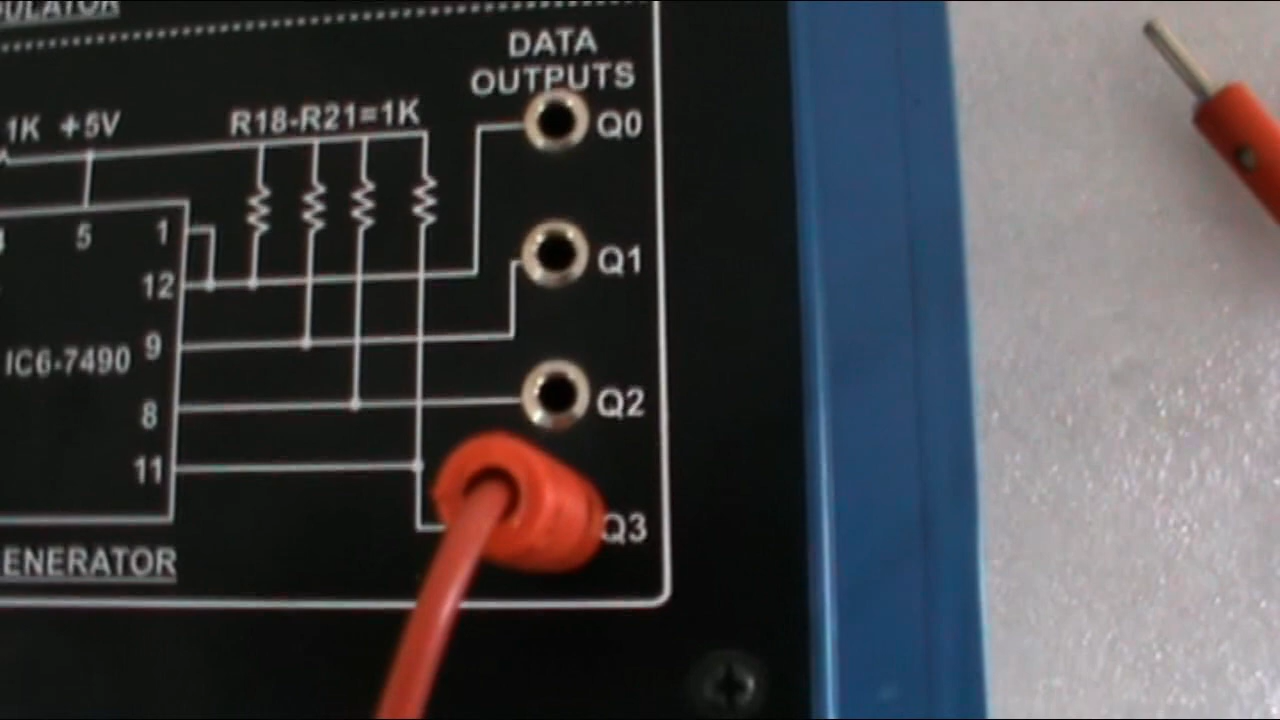 DATA
OUTPUTS
1K +5V
R18-R21=1K
Q0
5
1
Q1
12
9
IC6-7490
8
Q2
11
Q3